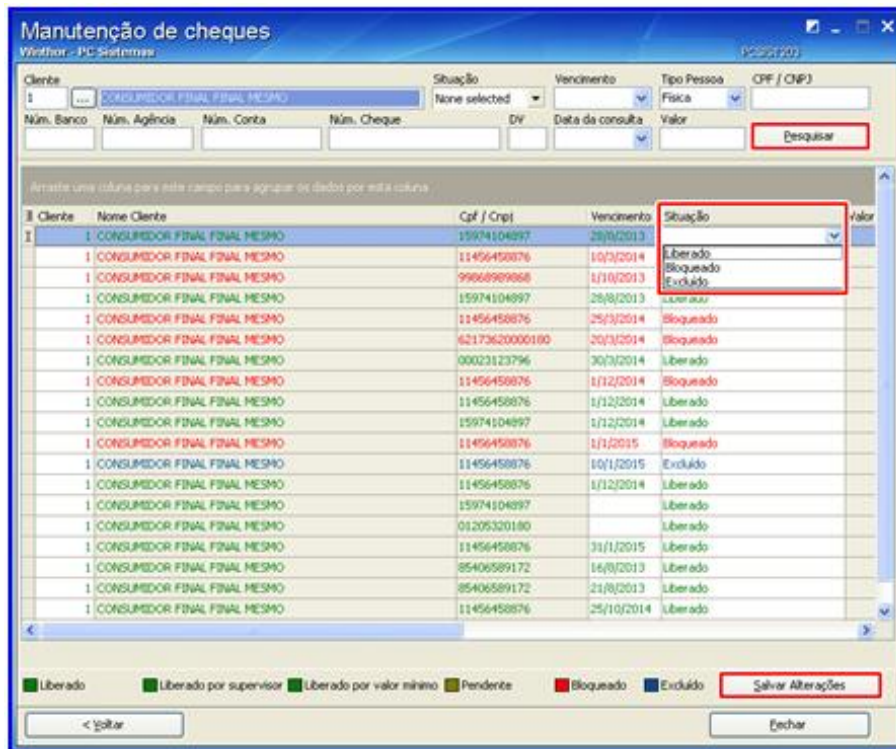 Manutenção de cheques
Winthor - PC Sistemas
PCSIS1203
Cliente Situação Vencimento Tipo Pessoa CPF / CNPJ
1 ... CONSUMIDOR FINAL FINAL MESMO None selected Física
Núm. Banco Núm. Agência Núm. Conta Núm. Cheque DV Data da consulta Valor
Pesquisar
Arraste uma coluna para este campo para agrupar os dados por esta coluna
Cliente Nome Cliente Cpf / Cnpj Vencimento Situação Valor
1 CONSUMIDOR FINAL FINAL MESMO 15974104897 28/8/2013
1 CONSUMIDOR FINAL FINAL MESMO 11456458876 10/3/2014 Liberado
Bloqueado
1 CONSUMIDOR FINAL FINAL MESMO 99868989868 1/10/2013 Excluído
1 CONSUMIDOR FINAL FINAL MESMO 15974104897 28/8/2013 Liberado
1 CONSUMIDOR FINAL FINAL MESMO 11456458876 25/3/2014 Bloqueado
1 CONSUMIDOR FINAL FINAL MESMO 62173620000180 20/3/2014 Bloqueado
1 CONSUMIDOR FINAL FINAL MESMO 00023123796 30/3/2014 Liberado
1 CONSUMIDOR FINAL FINAL MESMO 11456458876 1/12/2014 Bloqueado
1 CONSUMIDOR FINAL FINAL MESMO 11456458876 1/12/2014 Liberado
1 CONSUMIDOR FINAL FINAL MESMO 15974104897 1/12/2014 Liberado
1 CONSUMIDOR FINAL FINAL MESMO 11456458876 1/1/2015 Bloqueado
1 CONSUMIDOR FINAL FINAL MESMO 11456458876 10/1/2015 Excluído
1 CONSUMIDOR FINAL FINAL MESMO 11456458876 1/12/2014 Liberado
1 CONSUMIDOR FINAL FINAL MESMO 15974104897 Liberado
1 CONSUMIDOR FINAL FINAL MESMO 01205320180 Liberado
1 CONSUMIDOR FINAL FINAL MESMO 11456458876 31/1/2015 Liberado
1 CONSUMIDOR FINAL FINAL MESMO 85406589172 16/8/2013 Liberado
1 CONSUMIDOR FINAL FINAL MESMO 85406589172 21/8/2013 Liberado
1 CONSUMIDOR FINAL FINAL MESMO 11456458876 25/10/2014 Liberado
Liberado Liberado por supervisor Liberado por valor mínimo Pendente Bloqueado Excluído Salvar Alterações
< Voltar Fechar